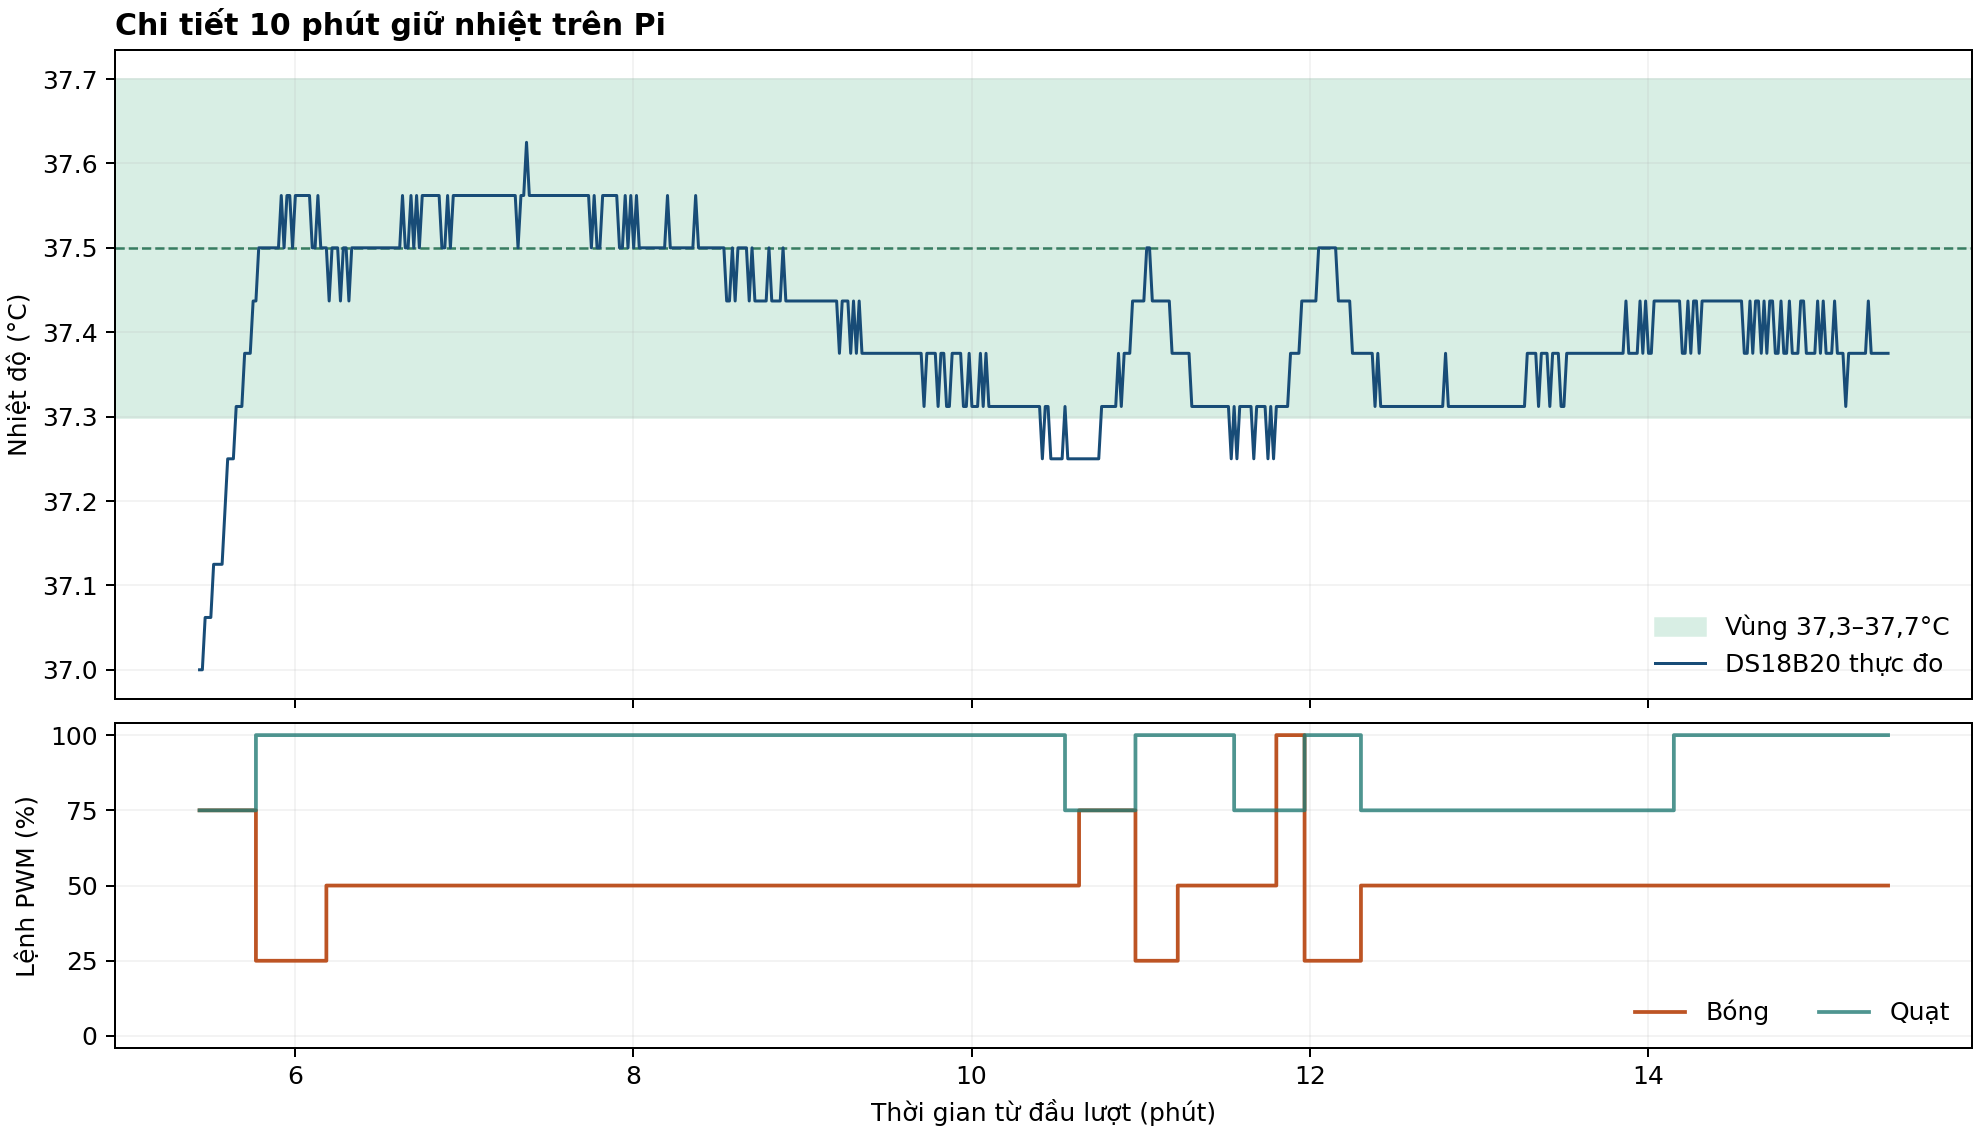 Chi tiết 10 phút giữ nhiệt trên Pi
37.7
37.6
37.5
37.4
37.3
37.2
37.1
37.0
Nhiệt độ (°C)
Vùng 37,3–37,7°C
DS18B20 thực đo
100
75
50
25
0
Lệnh PWM (%)
Bóng Quạt
6 8 10 12 14
Thời gian từ đầu lượt (phút)